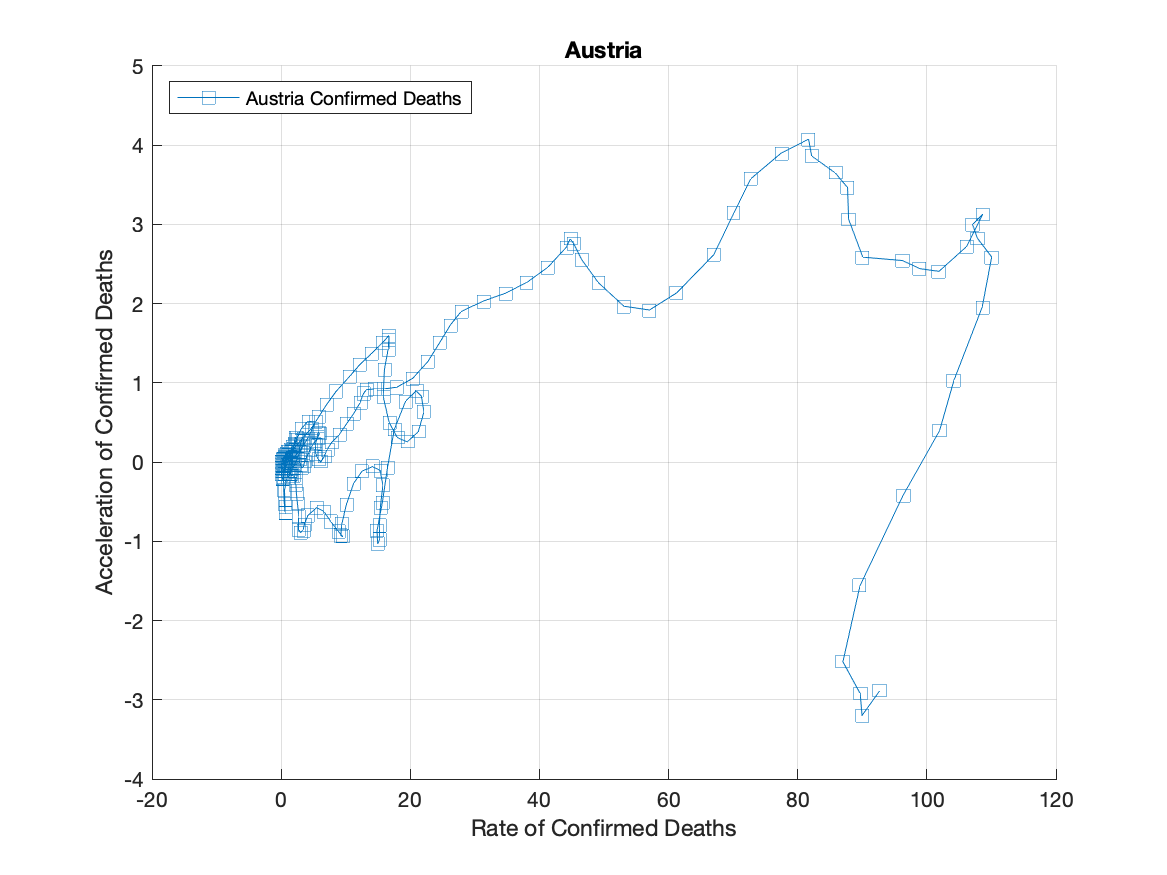 Austria
5
Austria Confirmed Deaths
4
3
2
1
0
-1
-2
-3
-4
Acceleration of Confirmed Deaths
-20 0 20 40 60 80 100 120
Rate of Confirmed Deaths